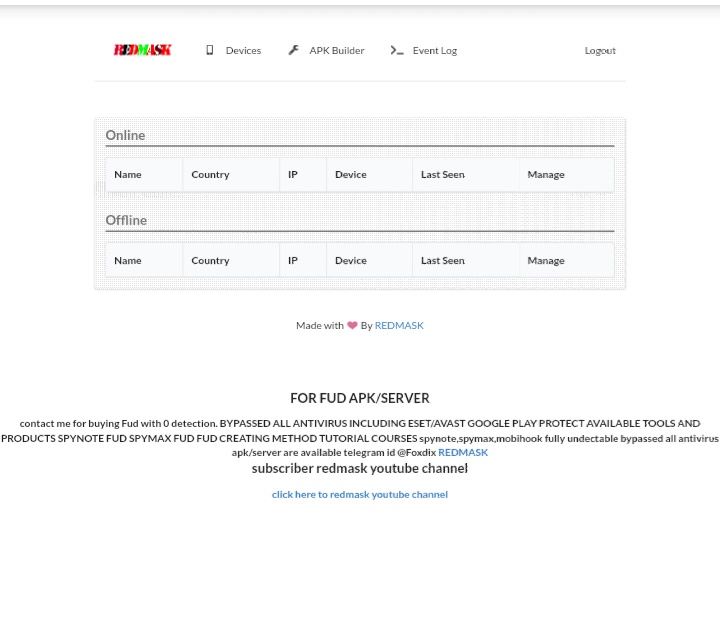 REDMASK Devices APK Builder Event Log Logout
Online
Name Country IP Device Last Seen Manage
Offline
Name Country IP Device Last Seen Manage
Made with ❤ By REDMASK
FOR FUD APK/SERVER
contact me for buying Fud with 0 detection. BYPASSED ALL ANTIVIRUS INCLUDING ESET/AVAST GOOGLE PLAY PROTECT AVAILABLE TOOLS AND
PRODUCTS SPYNOTE FUD SPYMAX FUD FUD CREATING METHOD TUTORIAL COURSES spynote,spymax,mobihook fully undectable bypassed all antivirus
apk/server are available telegram id @Foxdix REDMASK
subscriber redmask youtube channel
click here to redmask youtube channel